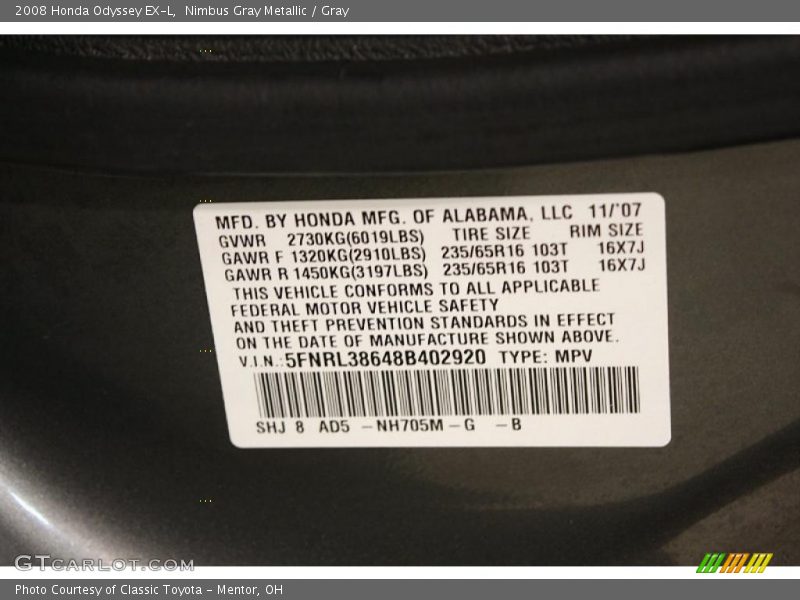 2008 Honda Odyssey EX-L,  Nimbus Gray Metallic / Gray
MFD. BY HONDA MFG. OF ALABAMA, LLC 11/'07
GVWR 2730KG(6019LBS) TIRE SIZE RIM SIZE
GAWR F 1320KG(2910LBS) 235/65R16 103T 16X7J
GAWR R 1450KG(3197LBS) 235/65R16 103T 16X7J
THIS VEHICLE CONFORMS TO ALL APPLICABLE
FEDERAL MOTOR VEHICLE SAFETY
AND THEFT PREVENTION STANDARDS IN EFFECT
ON THE DATE OF MANUFACTURE SHOWN ABOVE.
V.I.N.: 5FNRL38648B402920 TYPE: MPV
SHJ 8 AD5 -NH705M-G -B
GTCARLOT.COM
Photo Courtesy of Classic Toyota - Mentor, OH